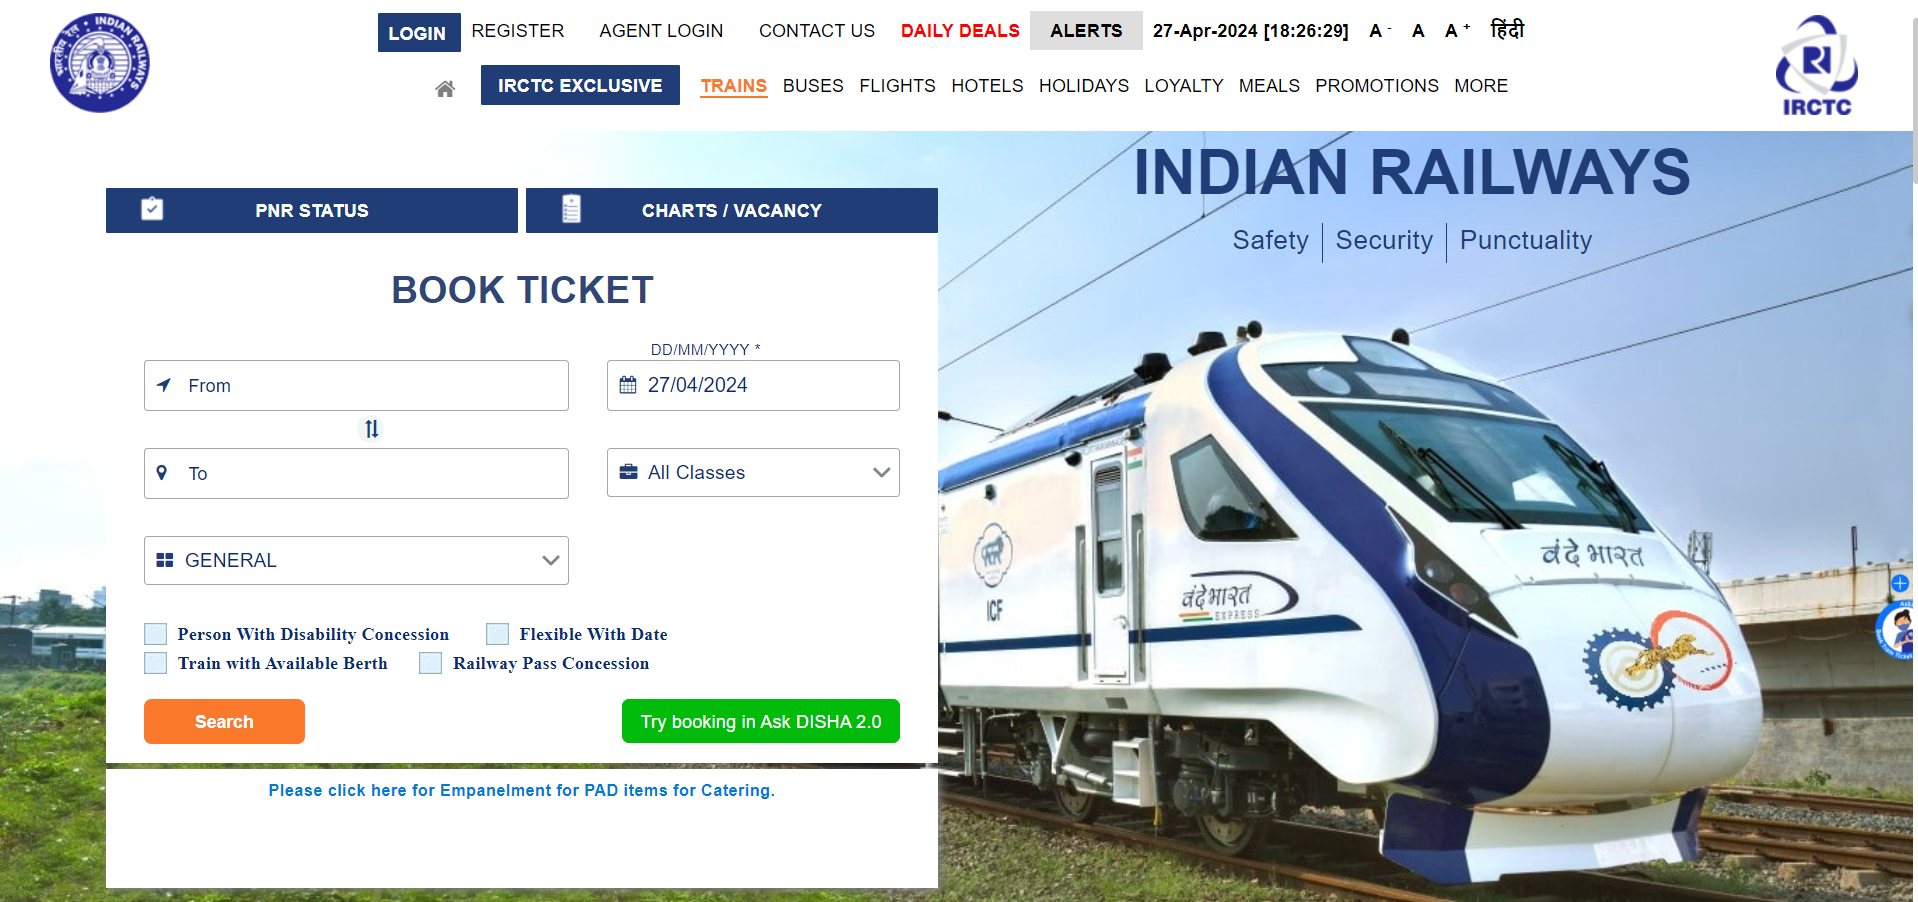 INDIAN RAILWAYS
भारतीय रेल
LOGIN
REGISTER
AGENT LOGIN
CONTACT US
DAILY DEALS
ALERTS
27-Apr-2024 [18:26:29]
A -
A
A +
हिंदी
IRCTC EXCLUSIVE
TRAINS
BUSES
FLIGHTS
HOTELS
HOLIDAYS
LOYALTY
MEALS
PROMOTIONS
MORE
IRCTC
INDIAN RAILWAYS
Safety | Security | Punctuality
PNR STATUS
CHARTS / VACANCY
BOOK TICKET
DD/MM/YYYY *
From
27/04/2024
To
All Classes
GENERAL
Person With Disability Concession
Flexible With Date
Train with Available Berth
Railway Pass Concession
Search
Try booking in Ask DISHA 2.0
Please click here for Empanelment for PAD items for Catering.
ICF
वंदे भारत
EXPRESS
वंदे भारत